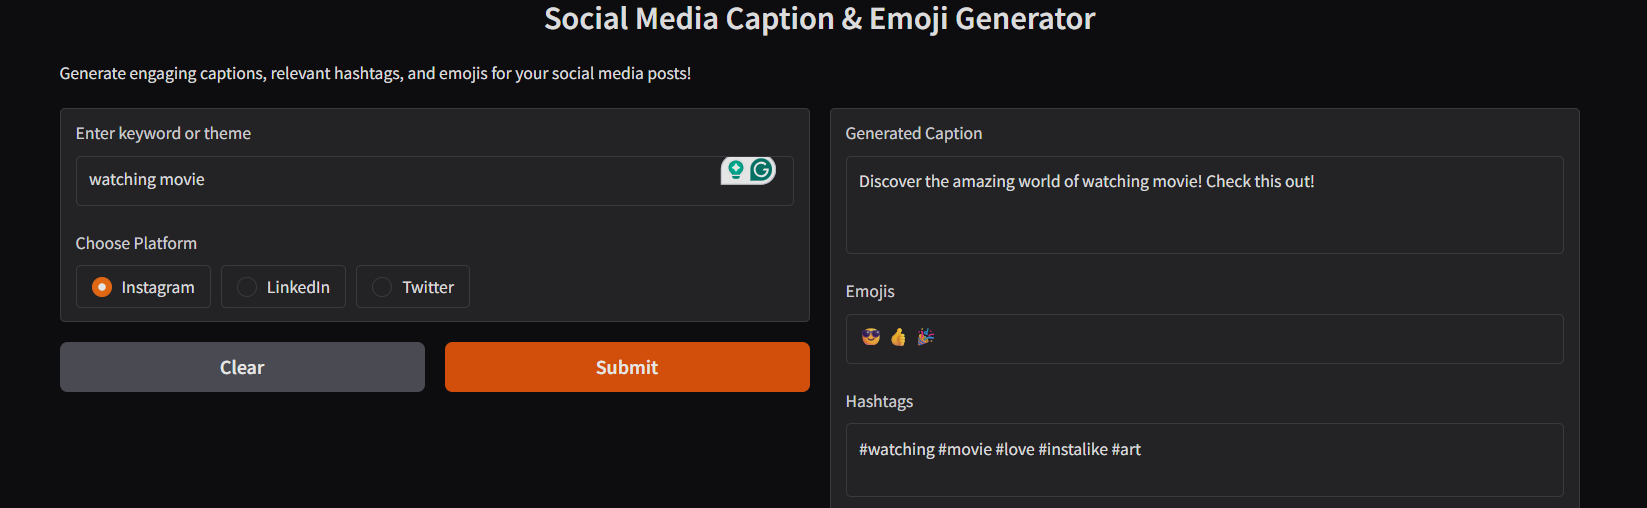 Social Media Caption & Emoji Generator
Generate engaging captions, relevant hashtags, and emojis for your social media posts!
Enter keyword or theme
watching movie
Choose Platform
Instagram
LinkedIn
Twitter
Clear
Submit
Generated Caption
Discover the amazing world of watching movie! Check this out!
Emojis
😎 👍 🎉
Hashtags
#watching #movie #love #instalike #art